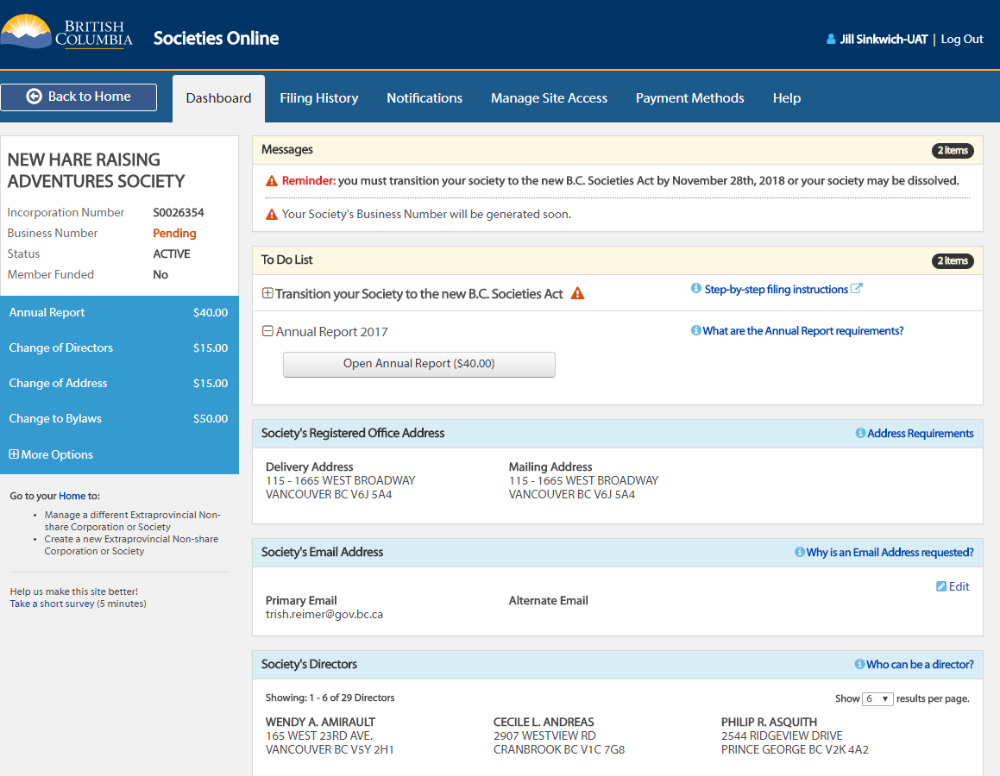 BRITISH
COLUMBIA
Societies Online
Jill Sinkwich-UAT | Log Out
Back to Home
Dashboard
Filing History
Notifications
Manage Site Access
Payment Methods
Help
NEW HARE RAISING
ADVENTURES SOCIETY
Incorporation Number S0026354
Business Number Pending
Status ACTIVE
Member Funded No
Annual Report $40.00
Change of Directors $15.00
Change of Address $15.00
Change to Bylaws $50.00
More Options
Go to your Home to:
• Manage a different Extraprovincial Non-
share Corporation or Society
• Create a new Extraprovincial Non-share
Corporation or Society
Help us make this site better!
Take a short survey (5 minutes)
Messages 2 items
Reminder: you must transition your society to the new B.C. Societies Act by November 28th, 2018 or your society may be dissolved.
Your Society's Business Number will be generated soon.
To Do List 2 items
Transition your Society to the new B.C. Societies Act
Step-by-step filing instructions
Annual Report 2017
What are the Annual Report requirements?
Open Annual Report ($40.00)
Society's Registered Office Address
Address Requirements
Delivery Address
115 - 1665 WEST BROADWAY
VANCOUVER BC V6J 5A4
Mailing Address
115 - 1665 WEST BROADWAY
VANCOUVER BC V6J 5A4
Society's Email Address
Why is an Email Address requested?
Edit
Primary Email
trish.reimer@gov.bc.ca
Alternate Email
Society's Directors
Who can be a director?
Showing: 1 - 6 of 29 Directors
Show 6 results per page.
WENDY A. AMIRAULT
165 WEST 23RD AVE.
VANCOUVER BC V5Y 2H1
CECILE L. ANDREAS
2907 WESTVIEW RD
CRANBROOK BC V1C 7G8
PHILIP R. ASQUITH
2544 RIDGEVIEW DRIVE
PRINCE GEORGE BC V2K 4A2